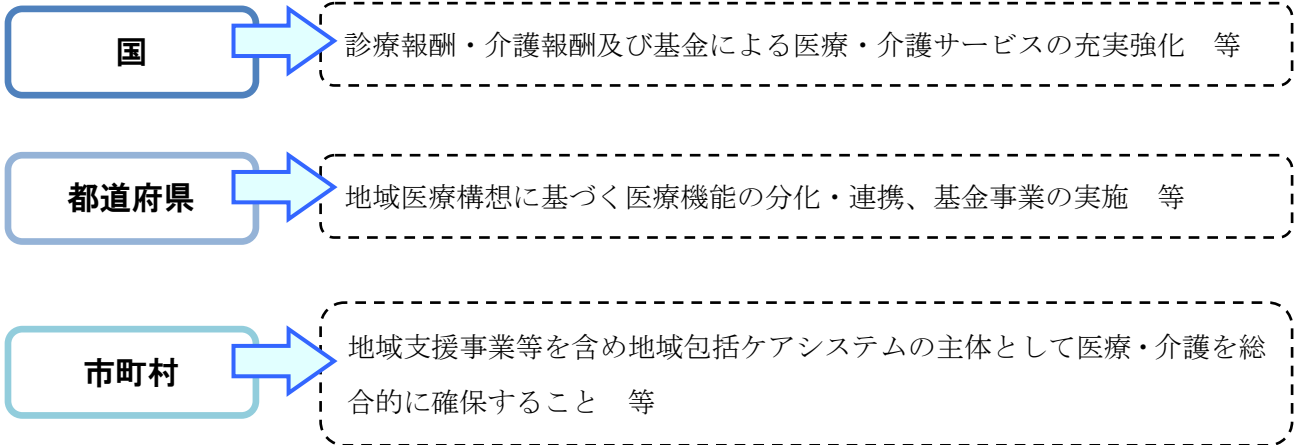 国
診療報酬・介護報酬及び基金による医療・介護サービスの充実強化　等
都道府県
地域医療構想に基づく医療機能の分化・連携、基金事業の実施　等
市町村
地域支援事業等を含め地域包括ケアシステムの主体として医療・介護を総
合的に確保すること　等